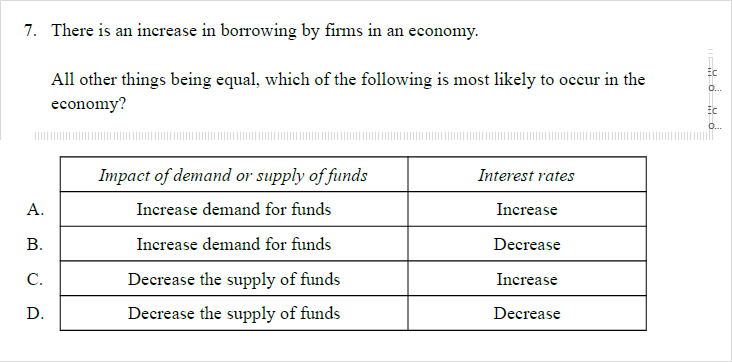 7. There is an increase in borrowing by firms in an economy.
All other things being equal, which of the following is most likely to occur in the
economy?
Impact of demand or supply of funds Interest rates
A. Increase demand for funds Increase
B. Increase demand for funds Decrease
C. Decrease the supply of funds Increase
D. Decrease the supply of funds Decrease
Ec
o...
Ec
o...